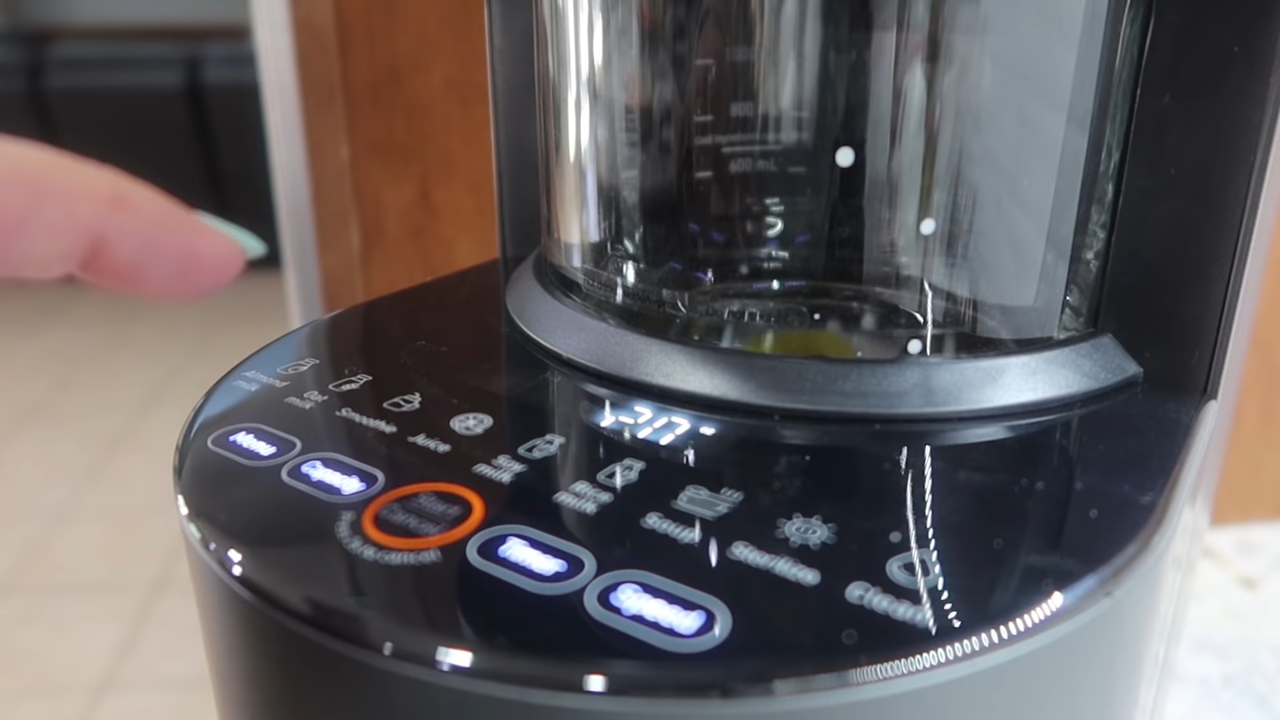 800
600 mL
Almond
milk
Oat
milk
Smoothie
Juice
Soy
milk
Rice
milk
Soup
Sterilize
Clean
Menu
Capacity
Start
Cancel
Timer
Speed